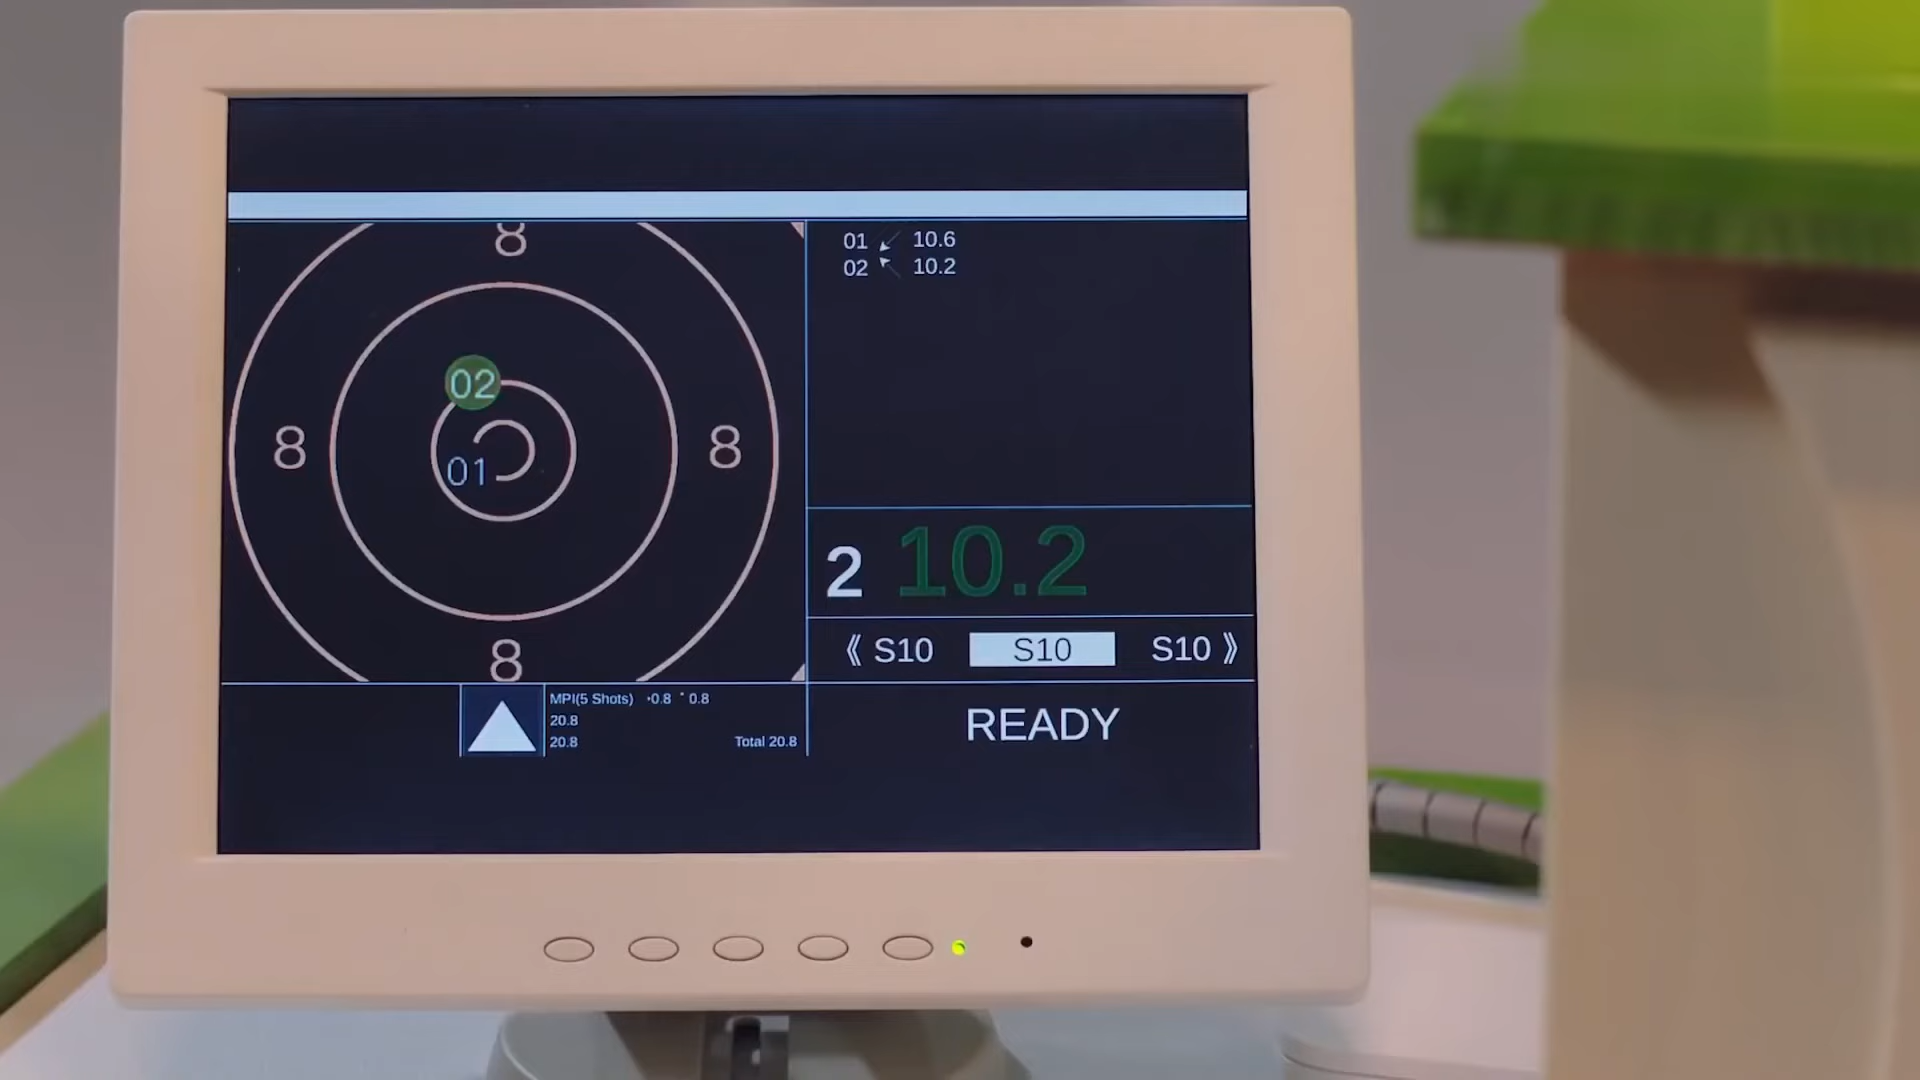 8
02
8
8
01
8
01 10.6
02 10.2
2 10.2
《 S10 S10 S10 》
MPI(5 Shots) 0.8 0.8
20.8
20.8 Total 20.8
READY